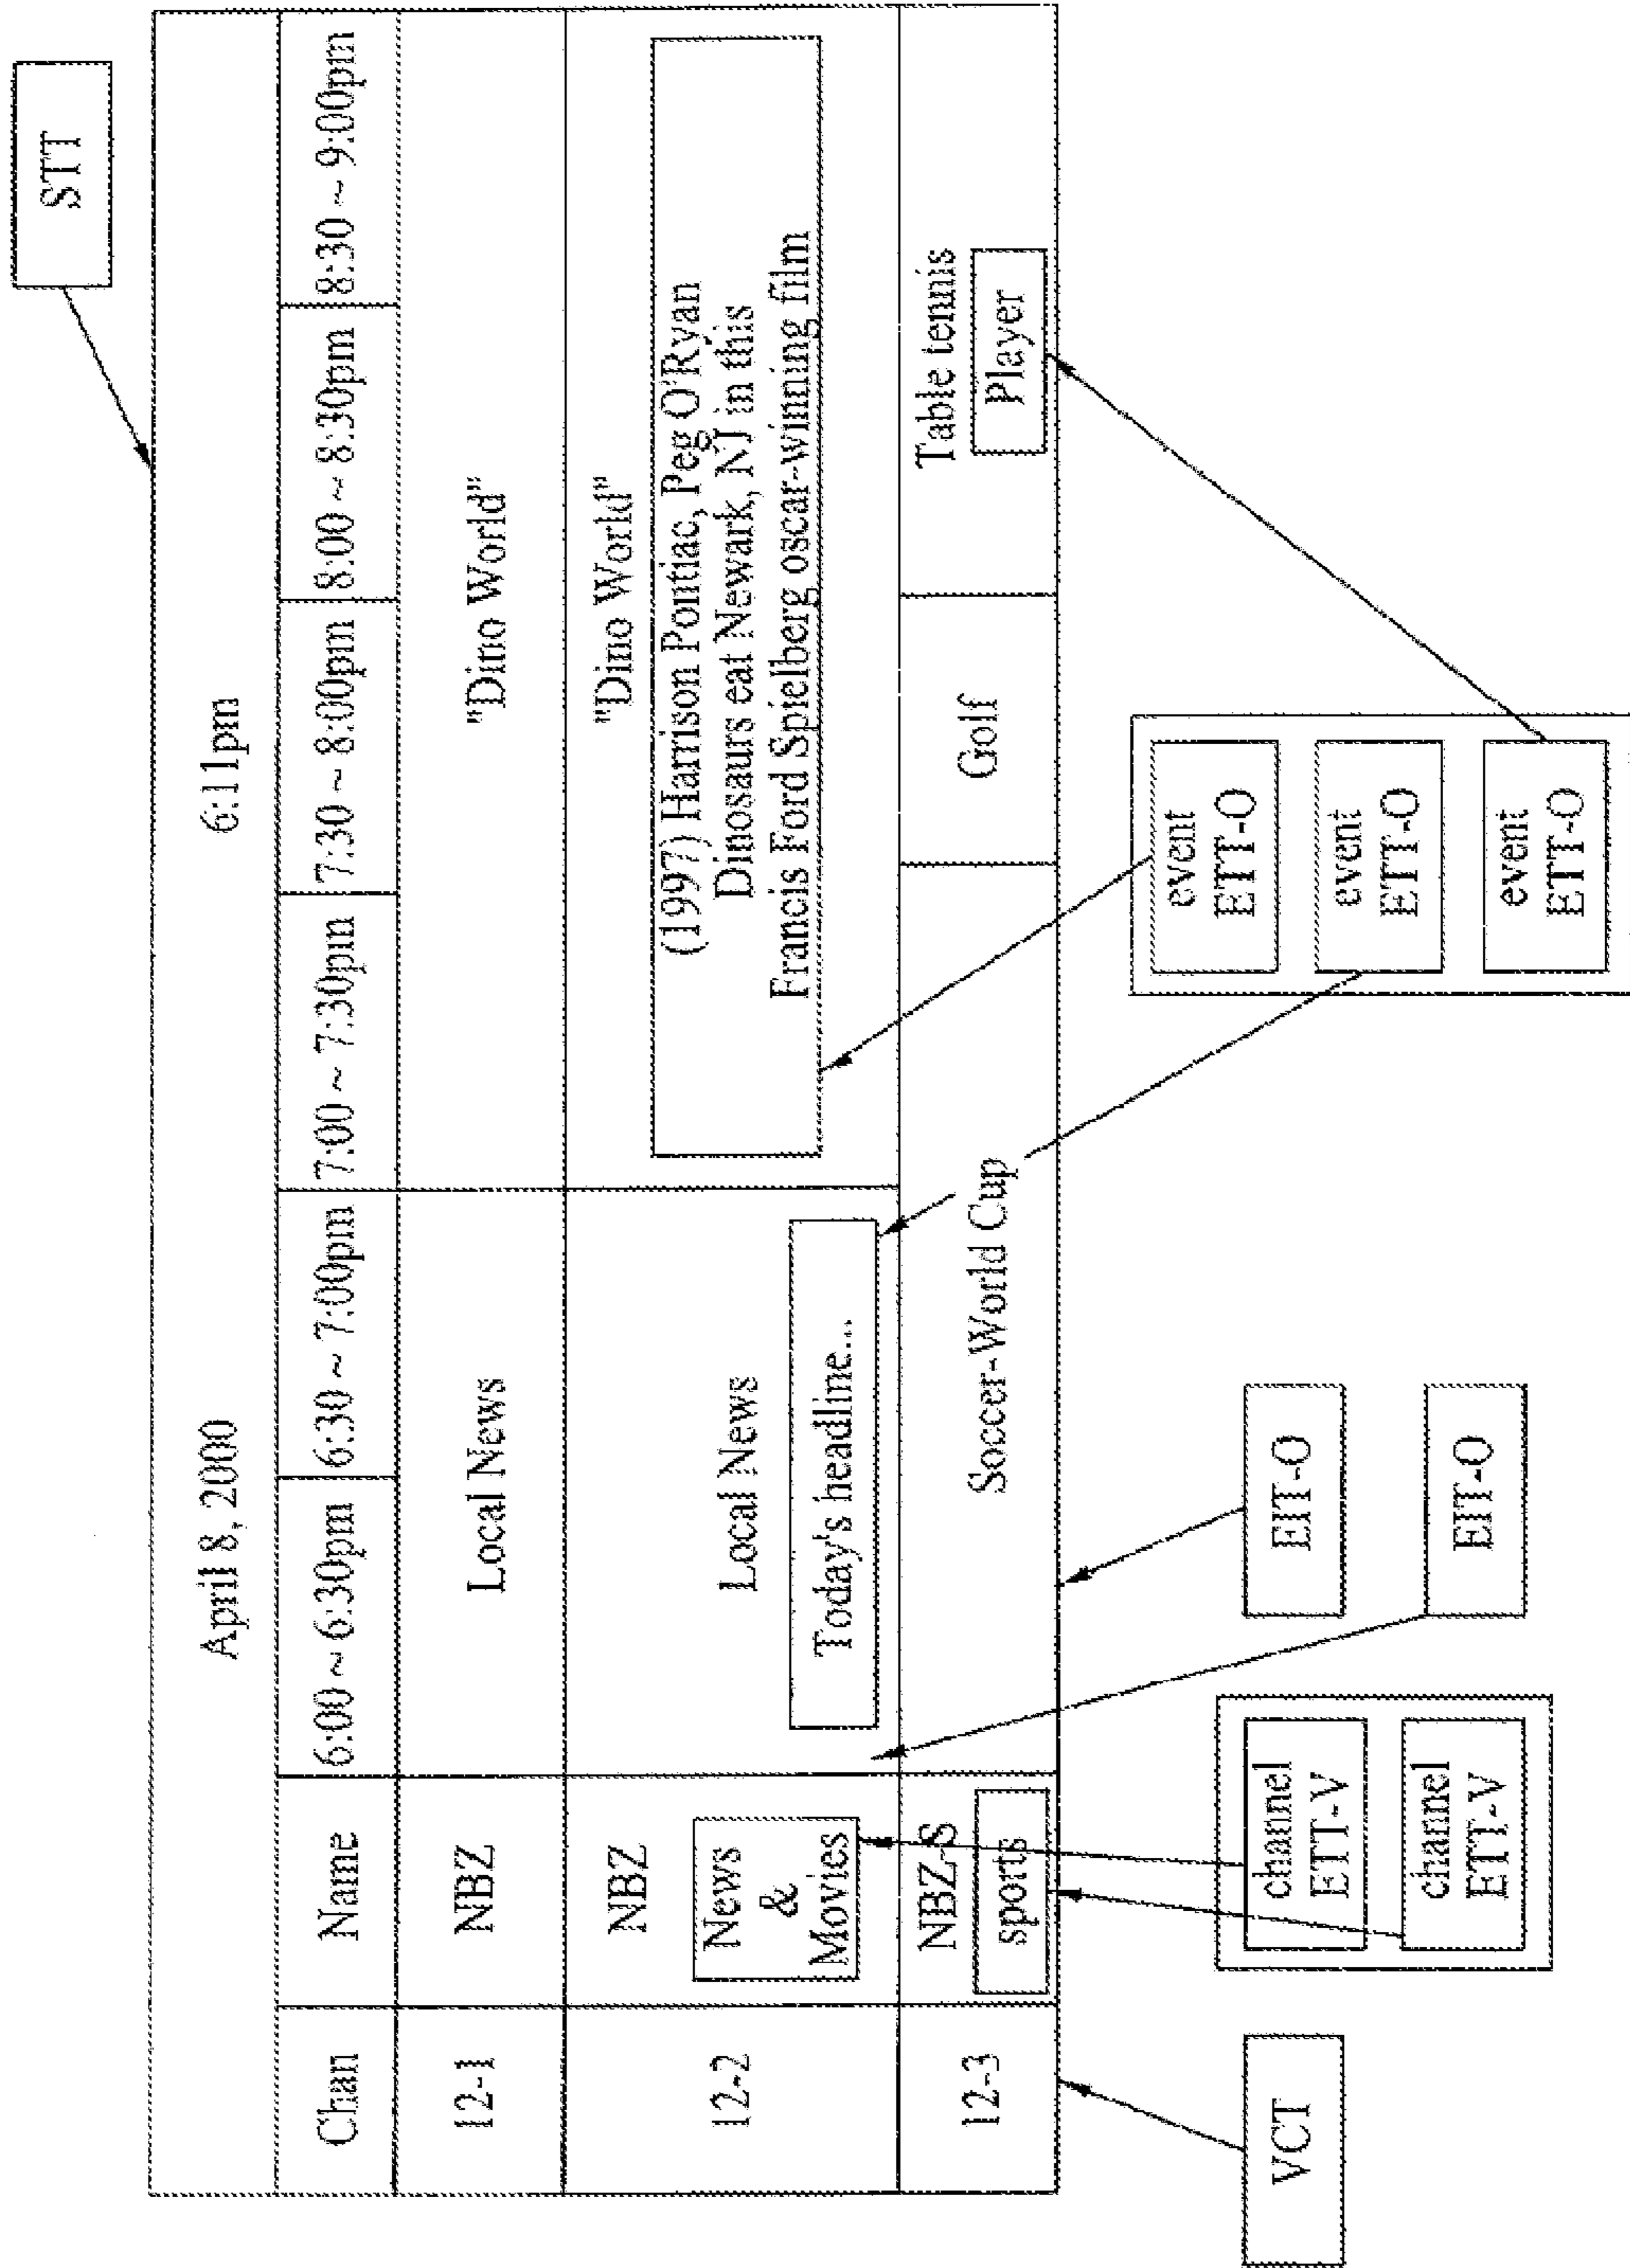 STT
April 8, 2000 6:11pm
Chan Name 6:00 ~ 6:30pm 6:30 ~ 7:00pm 7:00 ~ 7:30pm 7:30 ~ 8:00pm 8:00 ~ 8:30pm 8:30 ~ 9:00pm
12-1 NBZ Local News "Dino World"
12-2 NBZ Local News "Dino World"
News
&
Movies
Today's headline...
(1997) Harrison Pontiac, Peg O'Ryan
Dinosaurs eat Newark, NJ in this
Francis Ford Spielberg oscar-winning film
12-3 NBZ-S Soccer-World Cup Golf Table tennis
sports
Player
VCT
channel
ETT-V
channel
ETT-V
EIT-O
EIT-O
event
ETT-O
event
ETT-O
event
ETT-O